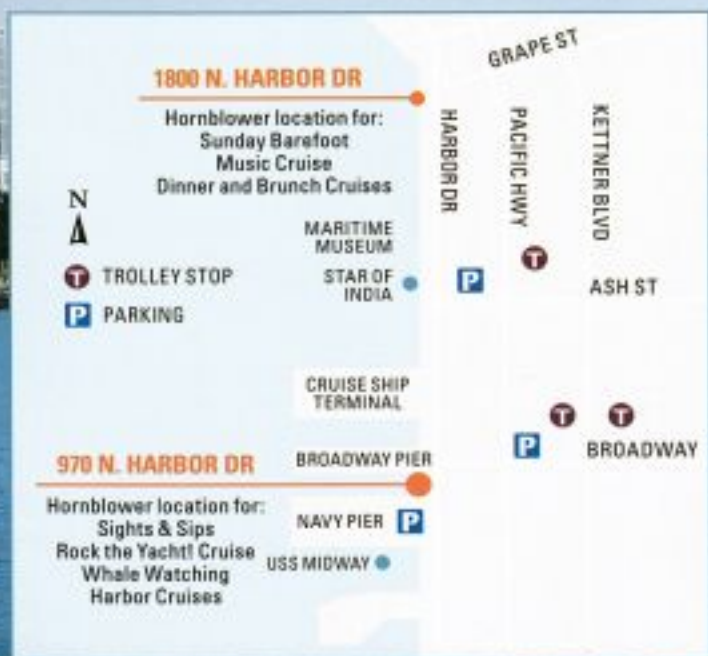 GRAPE ST
1800 N. HARBOR DR
Hornblower location for:
Sunday Barefoot
Music Cruise
Dinner and Brunch Cruises
HARBOR DR
PACIFIC HWY
KETTNER BLVD
N
T TROLLEY STOP
P PARKING
MARITIME
MUSEUM
STAR OF
INDIA
P
T
ASH ST
CRUISE SHIP
TERMINAL
T
T
P
BROADWAY
970 N. HARBOR DR
BROADWAY PIER
Hornblower location for:
Sights & Sips
Rock the Yacht! Cruise
Whale Watching
Harbor Cruises
NAVY PIER P
USS MIDWAY